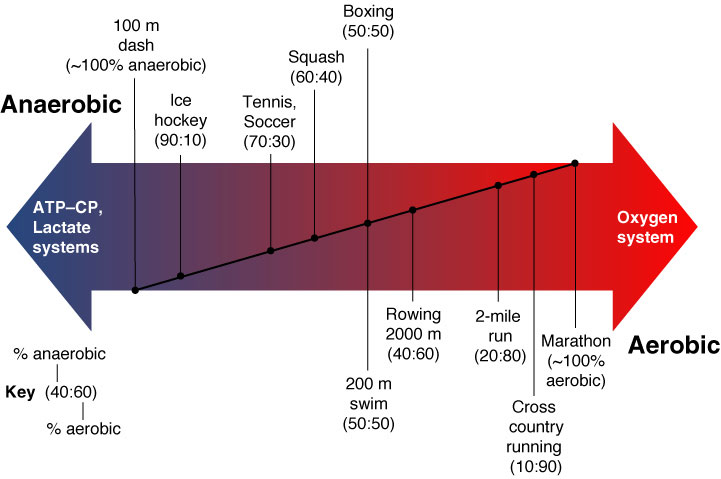 Boxing
(50:50)
100 m
dash
(~100% anaerobic)
Squash
(60:40)
Anaerobic
Ice
hockey
(90:10)
Tennis,
Soccer
(70:30)
ATP–CP,
Lactate
systems
Oxygen
system
Rowing
2000 m
(40:60)
2-mile
run
(20:80)
Marathon
(~100%
aerobic)
Aerobic
% anaerobic
Key (40:60)
% aerobic
200 m
swim
(50:50)
Cross
country
running
(10:90)